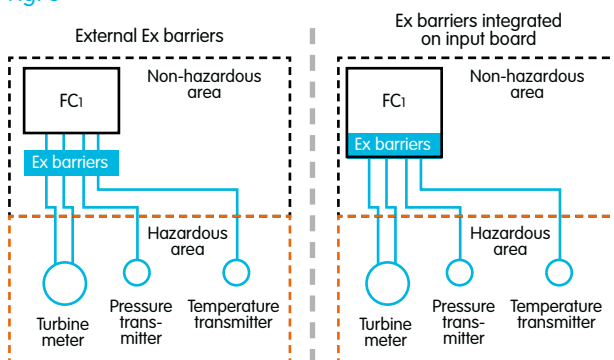 External Ex barriers
Non-hazardous
area
FC1
Ex barriers
Hazardous
area
Turbine
meter
Pressure
trans-
mitter
Temperature
transmitter
Ex barriers integrated
on input board
Non-hazardous
area
FC1
Ex barriers
Hazardous
area
Turbine
meter
Pressure
trans-
mitter
Temperature
transmitter